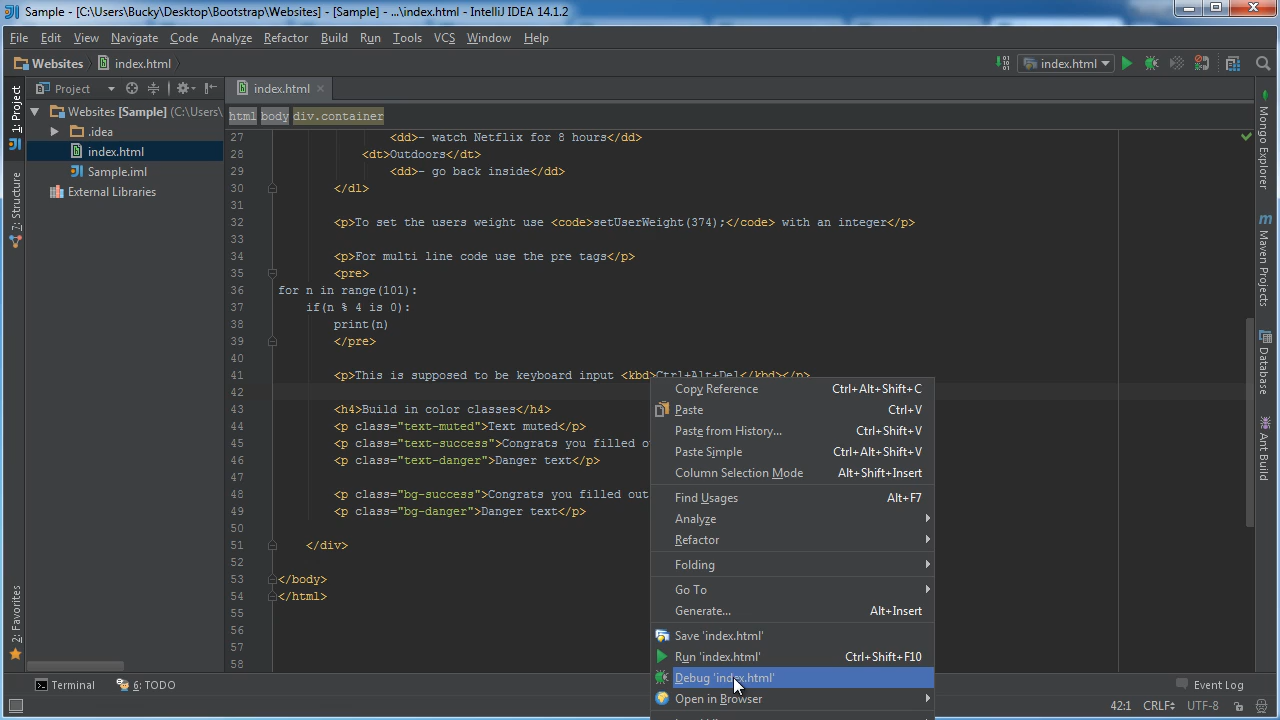 Sample - [C:\Users\Bucky\Desktop\Bootstrap\Websites] - [Sample] - ...\index.html - IntelliJ IDEA 14.1.2
File Edit View Navigate Code Analyze Refactor Build Run Tools VCS Window Help
Websites index.html index.html
1: Project
7: Structure
2: Favorites
Project
Websites [Sample] (C:\Users\
.idea
index.html
Sample.iml
External Libraries
index.html
html body div.container
27 <dd>- watch Netflix for 8 hours</dd>
28 <dt>Outdoors</dt>
29 <dd>- go back inside</dd>
30 </dl>
31
32 <p>To set the users weight use <code>setUserWeight(374);</code> with an integer</p>
33
34 <p>For multi line code use the pre tags</p>
35 <pre>
36 for n in range(101):
37 if(n % 4 is 0):
38 print(n)
39 </pre>
40
41 <p>This is supposed to be keyboard input <kbd>Ctrl+Alt+Del</kbd></p>
42
43 <h4>Build in color classes</h4>
44 <p class="text-muted">Text muted</p>
45 <p class="text-success">Congrats you filled o
46 <p class="text-danger">Danger text</p>
47
48 <p class="bg-success">Congrats you filled out
49 <p class="bg-danger">Danger text</p>
50
51 </div>
52
53 </body>
54 </html>
55
56
57
58
Copy Reference Ctrl+Alt+Shift+C
Paste Ctrl+V
Paste from History... Ctrl+Shift+V
Paste Simple Ctrl+Alt+Shift+V
Column Selection Mode Alt+Shift+Insert
Find Usages Alt+F7
Analyze
Refactor
Folding
Go To
Generate... Alt+Insert
Save 'index.html'
Run 'index.html' Ctrl+Shift+F10
Debug 'index.html'
Open in Browser
Mongo Explorer
Maven Projects
Database
Ant Build
Terminal 6: TODO Event Log
42:1 CRLF UTF-8